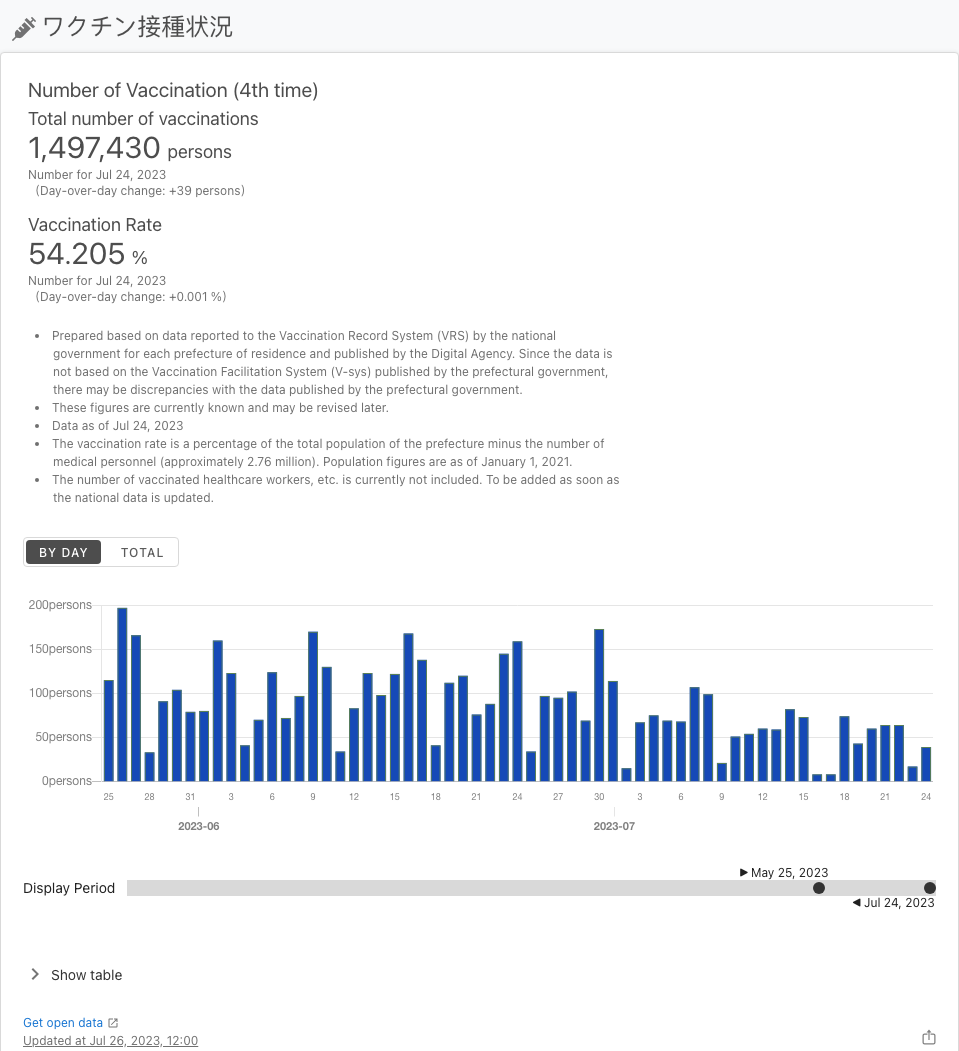 ワクチン接種状況
Number of Vaccination (4th time)
Total number of vaccinations
1,497,430 persons
Number for Jul 24, 2023
(Day-over-day change: +39 persons)
Vaccination Rate
54.205 %
Number for Jul 24, 2023
(Day-over-day change: +0.001 %)
• Prepared based on data reported to the Vaccination Record System (VRS) by the national
government for each prefecture of residence and published by the Digital Agency. Since the data is
not based on the Vaccination Facilitation System (V-sys) published by the prefectural government,
there may be discrepancies with the data published by the prefectural government.
• These figures are currently known and may be revised later.
• Data as of Jul 24, 2023
• The vaccination rate is a percentage of the total population of the prefecture minus the number of
medical personnel (approximately 2.76 million). Population figures are as of January 1, 2021.
• The number of vaccinated healthcare workers, etc. is currently not included. To be added as soon as
the national data is updated.
BY DAY TOTAL
200persons
150persons
100persons
50persons
0persons
25 28 31 3 6 9 12 15 18 21 24 27 30 3 6 9 12 15 18 21 24
2023-06 2023-07
▶ May 25, 2023
Display Period
◀ Jul 24, 2023
Show table
Get open data
Updated at Jul 26, 2023, 12:00